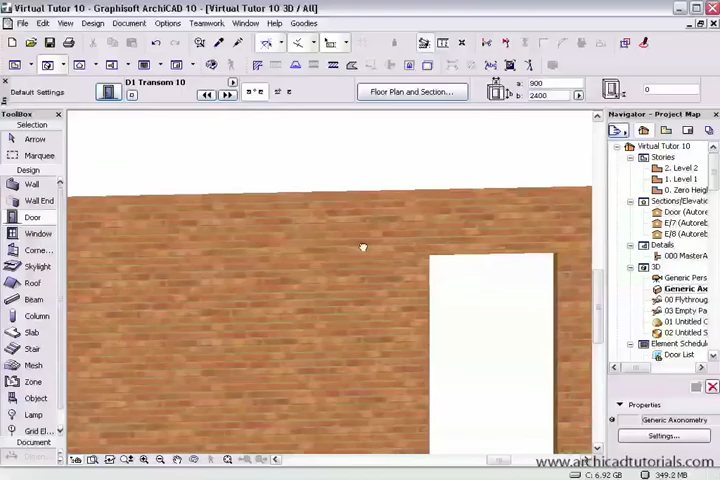 Virtual Tutor 10 - Graphisoft ArchiCAD 10 - [Virtual Tutor 10 3D / All]
File Edit View Design Document Options Teamwork Window Help Goodies
Default Settings
D1 Transom 10
Floor Plan and Section...
a: 900
b: 2400
0
ToolBox
Selection
Arrow
Marquee
Design
Wall
Wall End
Door
Window
Corne...
Skylight
Roof
Beam
Column
Slab
Stair
Mesh
Zone
Object
Lamp
Grid El...
Document
Navigator - Project Map
Virtual Tutor 10
Stories
2. Level 2
1. Level 1
0. Zero Heigh
Sections/Elevatio
Door (Autoreb
E/7 (Autoreb
E/8 (Autoreb
Details
000 MasterA
3D
Generic Pers
Generic Ax
00 Flythroug
03 Empty Pa
01 Untitled C
02 Untitled S
Element Schedul
Door List
Properties
Generic Axonometry
Settings...
www.archicadtutorials.com
C: 6.92 GB
349.2 MB